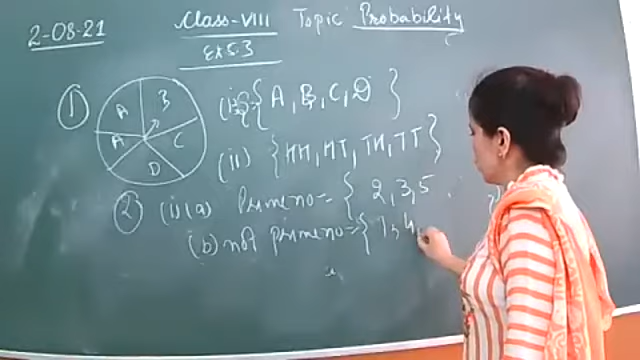 2-08-21
Class-VIII Topic Probability
Ex 5.3
① A B C D A
(i) {A, B, C, D}
(ii) {HH, HT, TH, TT}
② (i)(a) Prime no = {2, 3, 5
(b) not prime no = {1, 4,